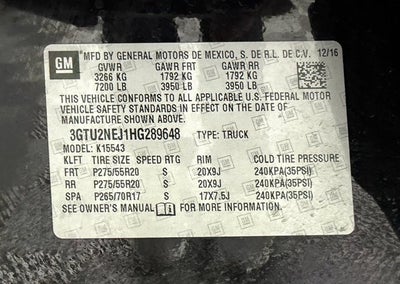 GM MFD BY GENERAL MOTORS DE MEXICO, S. DE R.L. DE C.V. 12/16
GVWR GAWR FRT GAWR RR
3266 KG 1792 KG 1792 KG
7200 LB 3950 LB 3950 LB
THIS VEHICLE CONFORMS TO ALL APPLICABLE U.S. FEDERAL MOTOR
VEHICLE SAFETY STANDARDS IN EFFECT ON THE DATE OF
MANUFACTURE SHOWN ABOVE.
3GTU2NEJ1HG289648 TYPE: TRUCK
MODEL: K15543
KLFT TIRE SIZE SPEED RTG RIM COLD TIRE PRESSURE
FRT P275/55R20 S 20X9J 240KPA(35PSI)
RR P275/55R20 S 20X9J 240KPA(35PSI)
SPA P265/70R17 S 17X7.5J 240KPA(35PSI)
SEE OWNER'S MANUAL FOR MORE INFORMATION.